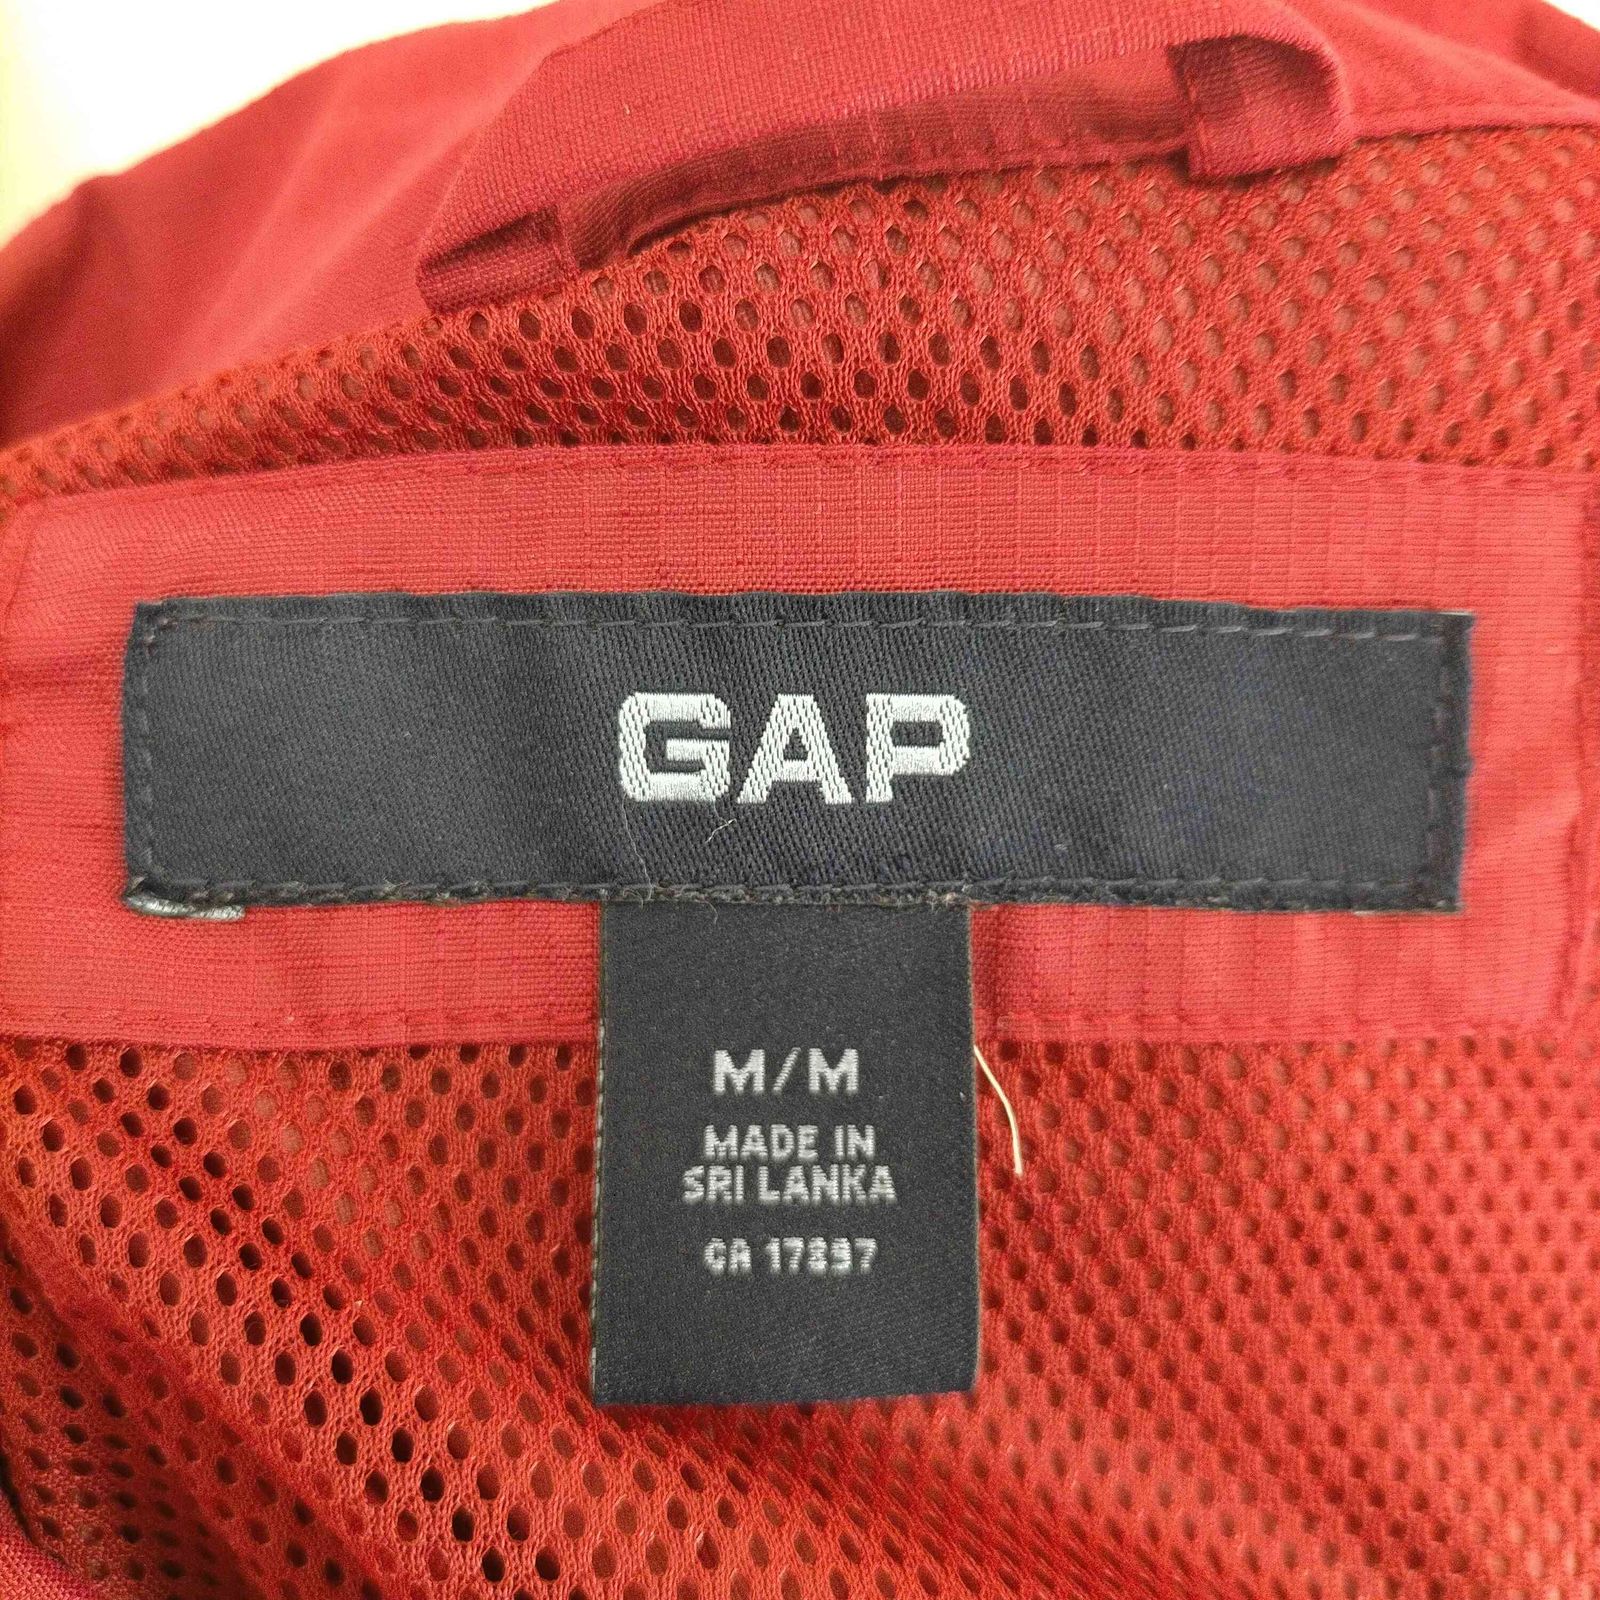 GAP
M/M
MADE IN
SRI LANKA
CA 17897